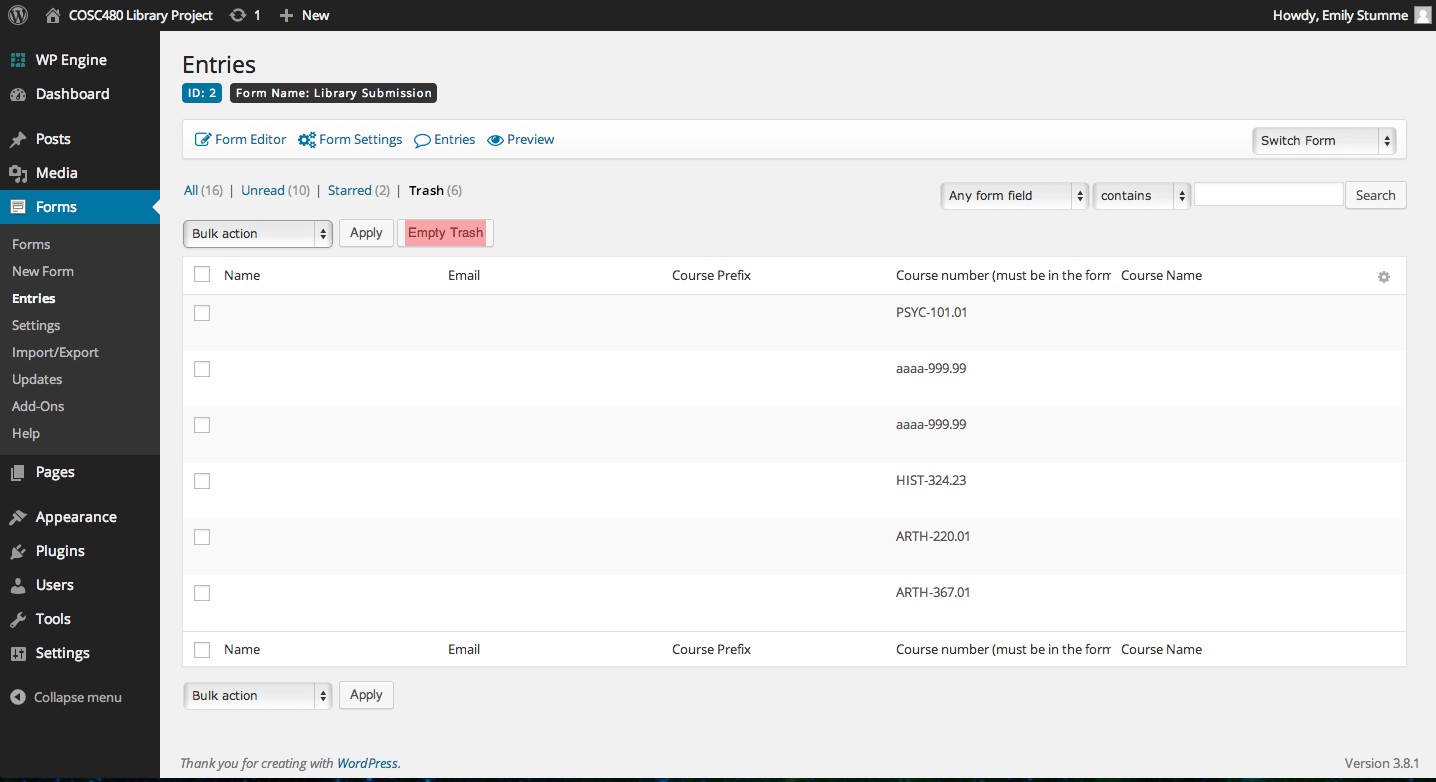 COSC480 Library Project 1 New Howdy, Emily Stumme
WP Engine
Dashboard
Posts
Media
Forms
Forms
New Form
Entries
Settings
Import/Export
Updates
Add-Ons
Help
Pages
Appearance
Plugins
Users
Tools
Settings
Collapse menu
Entries
ID: 2 Form Name: Library Submission
Form Editor Form Settings Entries Preview Switch Form
All (16) | Unread (10) | Starred (2) | Trash (6) Any form field contains Search
Bulk action Apply Empty Trash
Name Email Course Prefix Course number (must be in the form Course Name
PSYC-101.01
aaaa-999.99
aaaa-999.99
HIST-324.23
ARTH-220.01
ARTH-367.01
Name Email Course Prefix Course number (must be in the form Course Name
Bulk action Apply
Thank you for creating with WordPress. Version 3.8.1